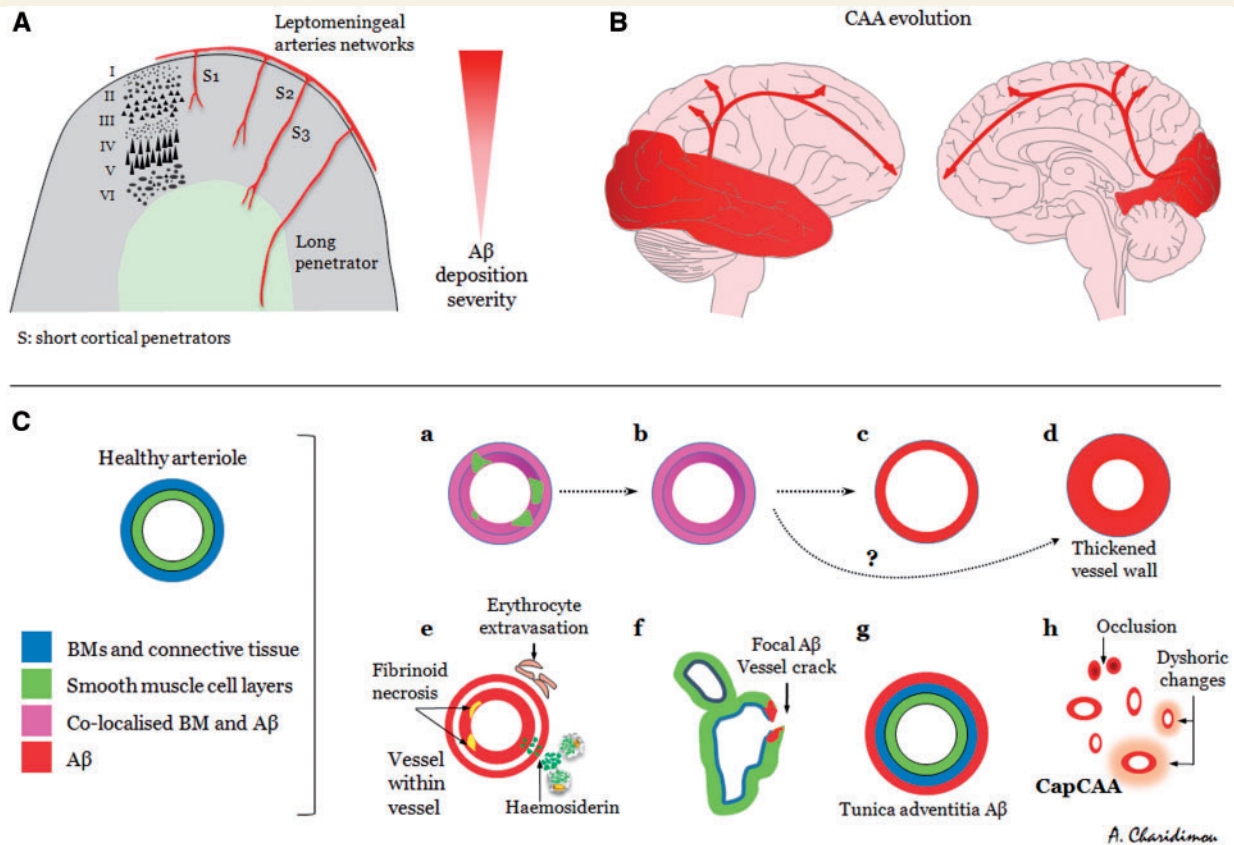 A
Leptomeningeal
arteries networks
I
II
III
IV
V
VI
S1
S2
S3
Long
penetrator
Aβ
deposition
severity
S: short cortical penetrators
B
CAA evolution
C
Healthy arteriole
BMs and connective tissue
Smooth muscle cell layers
Co-localised BM and Aβ
Aβ
a
b
c
d
?
Thickened
vessel wall
e
Erythrocyte
extravasation
Fibrinoid
necrosis
Vessel
within
vessel
Haemosiderin
f
Focal Aβ
Vessel crack
g
Tunica adventitia Aβ
h
Occlusion
Dyshoric
changes
CapCAA
A. Charidimou